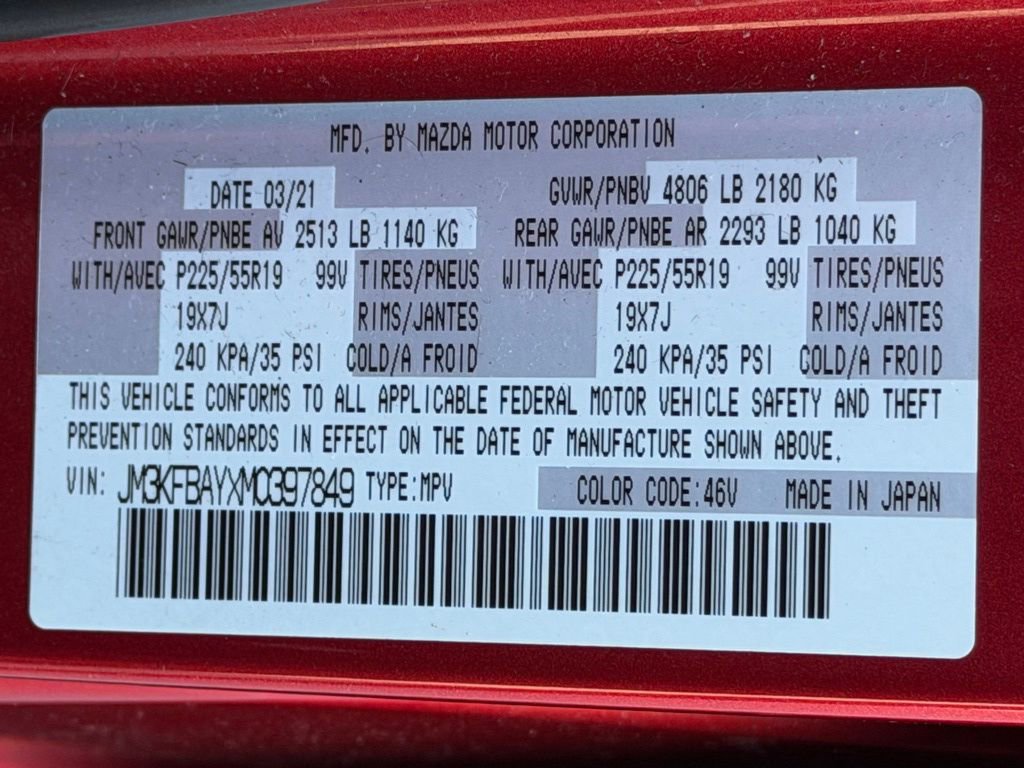 MFD. BY MAZDA MOTOR CORPORATION
DATE 03/21 GVWR/PNBV 4806 LB 2180 KG
FRONT GAWR/PNBE AV 2513 LB 1140 KG REAR GAWR/PNBE AR 2293 LB 1040 KG
WITH/AVEC P225/55R19 99V TIRES/PNEUS WITH/AVEC P225/55R19 99V TIRES/PNEUS
19X7J RIMS/JANTES 19X7J RIMS/JANTES
240 KPA/35 PSI COLD/A FROID 240 KPA/35 PSI COLD/A FROID
THIS VEHICLE CONFORMS TO ALL APPLICABLE FEDERAL MOTOR VEHICLE SAFETY AND THEFT
PREVENTION STANDARDS IN EFFECT ON THE DATE OF MANUFACTURE SHOWN ABOVE.
VIN: JM3KFBAYXM0397849 TYPE:MPV COLOR CODE:46V MADE IN JAPAN